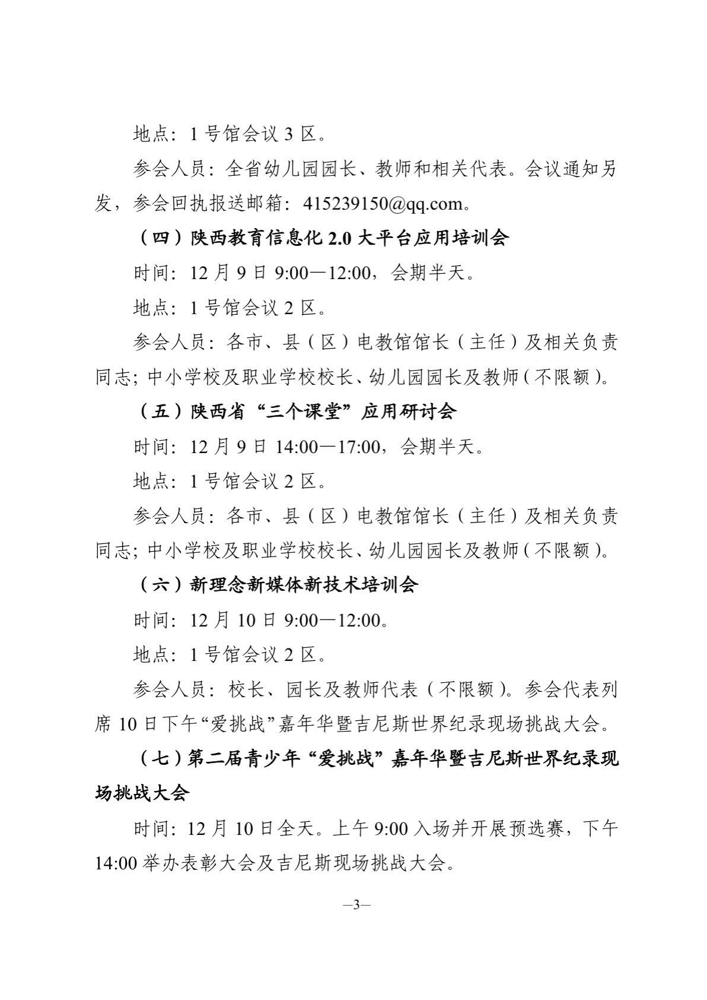 地点：1 号馆会议 3 区。
参会人员：全省幼儿园园长、教师和相关代表。会议通知另
发，参会回执报送邮箱：415239150@qq.com。
（四）陕西教育信息化 2.0 大平台应用培训会
时间：12 月 9 日 9:00—12:00，会期半天。
地点：1 号馆会议 2 区。
参会人员：各市、县（区）电教馆馆长（主任）及相关负责
同志；中小学校及职业学校校长、幼儿园园长及教师（不限额）。
（五）陕西省“三个课堂”应用研讨会
时间：12 月 9 日 14:00—17:00，会期半天。
地点：1 号馆会议 2 区。
参会人员：各市、县（区）电教馆馆长（主任）及相关负责
同志；中小学校及职业学校校长、幼儿园园长及教师（不限额）。
（六）新理念新媒体新技术培训会
时间：12 月 10 日 9:00—12:00。
地点：1 号馆会议 2 区。
参会人员：校长、园长及教师代表（不限额）。参会代表列
席 10 日下午“爱挑战”嘉年华暨吉尼斯世界纪录现场挑战大会。
（七）第二届青少年“爱挑战”嘉年华暨吉尼斯世界纪录现
场挑战大会
时间：12 月 10 日全天。上午 9:00 入场并开展预选赛，下午
14:00 举办表彰大会及吉尼斯现场挑战大会。
—3—